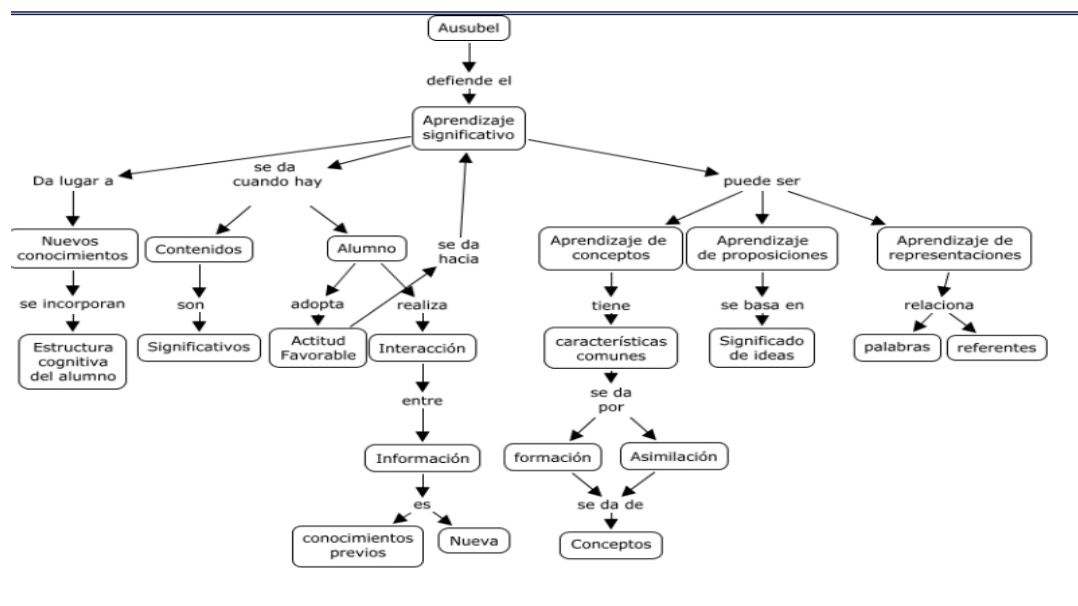 Ausubel
defiende el
Aprendizaje
significativo
Da lugar a
se da
cuando hay
puede ser
Nuevos
conocimientos
Contenidos
Alumno
se da
hacia
Aprendizaje de
conceptos
Aprendizaje
de proposiciones
Aprendizaje de
representaciones
se incorporan
son
adopta
realiza
tiene
se basa en
relaciona
Estructura
cognitiva
del alumno
Significativos
Actitud
Favorable
Interacción
características
comunes
Significado
de ideas
palabras
referentes
entre
se da
por
Información
formación
Asimilación
es
se da de
conocimientos
previos
Nueva
Conceptos